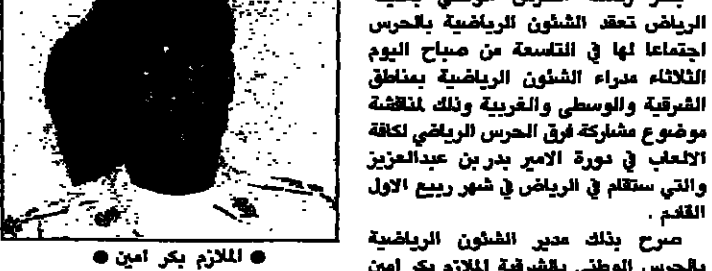 الرياض تعقد الشئون الرياضية بالحرس
اجتماعا لها في التاسعة من صباح اليوم
الثلاثاء مدراء الشئون الرياضية بمناطق
الشرقية والوسطى والغربية وذلك لمناقشة
موضوع مشاركة فرق الحرس الرياضي لكافة
الالعاب في دورة الامير بدر بن عبدالعزيز
والتي ستقام في الرياض في شهر ربيع الاول
القادم .
صرح بذلك مدير الشئون الرياضية
بالحرس الوطني بالشرقية الملازم بكر امين
● الملازم بكر امين ●